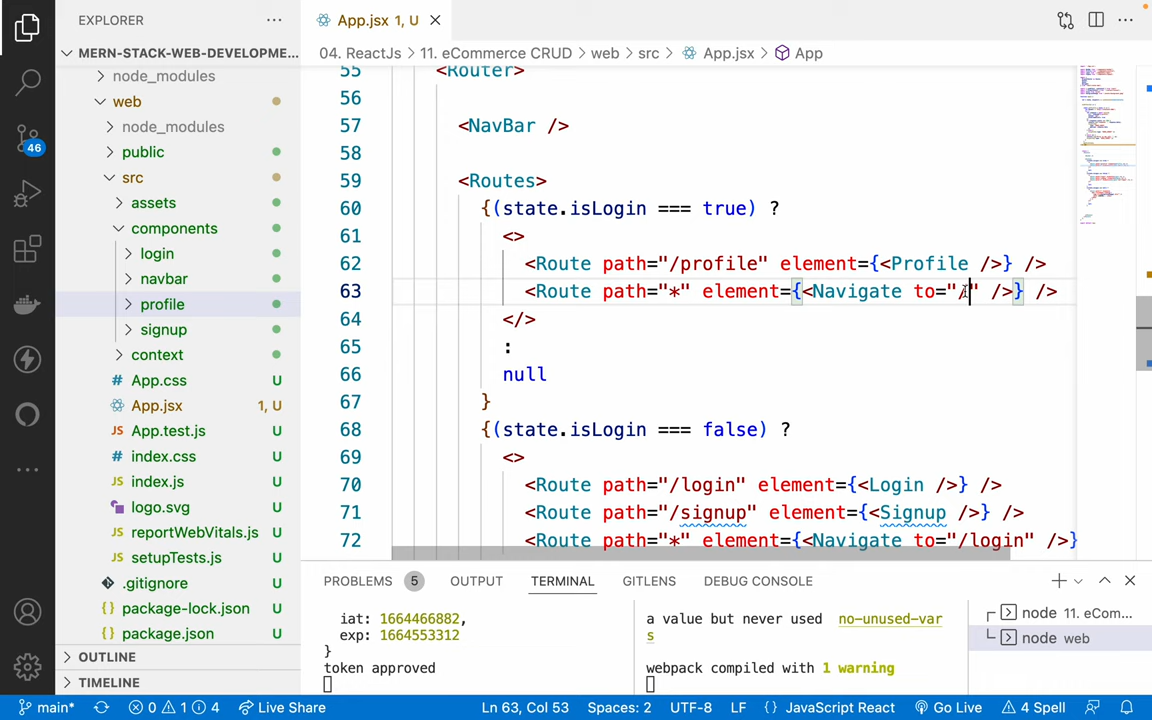 EXPLORER
App.jsx 1, U
MERN-STACK-WEB-DEVELOPME...
04. ReactJs > 11. eCommerce CRUD > web > src > App.jsx > App
node_modules
web
node_modules
public
src
assets
components
login
navbar
profile
signup
context
App.css U
App.jsx 1, U
App.test.js U
index.css U
index.js U
logo.svg U
reportWebVitals.js U
setupTests.js U
.gitignore U
package-lock.json U
package.json U
OUTLINE
TIMELINE
46
55 <Router>
56
57 <NavBar />
58
59 <Routes>
60 {(state.isLogin === true) ?
61 <>
62 <Route path="/profile" element={<Profile />} />
63 <Route path="*" element={<Navigate to="/" />} />
64 </>
65 :
66 null
67 }
68 {(state.isLogin === false) ?
69 <>
70 <Route path="/login" element={<Login />} />
71 <Route path="/signup" element={<Signup />} />
72 <Route path="*" element={<Navigate to="/login" />}
PROBLEMS 5 OUTPUT TERMINAL GITLENS DEBUG CONSOLE
iat: 1664466882,
exp: 1664553312
}
token approved
a value but never used no-unused-var
s
webpack compiled with 1 warning
node 11. eCom...
node web
main* 0 1 4 Live Share Ln 63, Col 53 Spaces: 2 UTF-8 LF {} JavaScript React Go Live 4 Spell